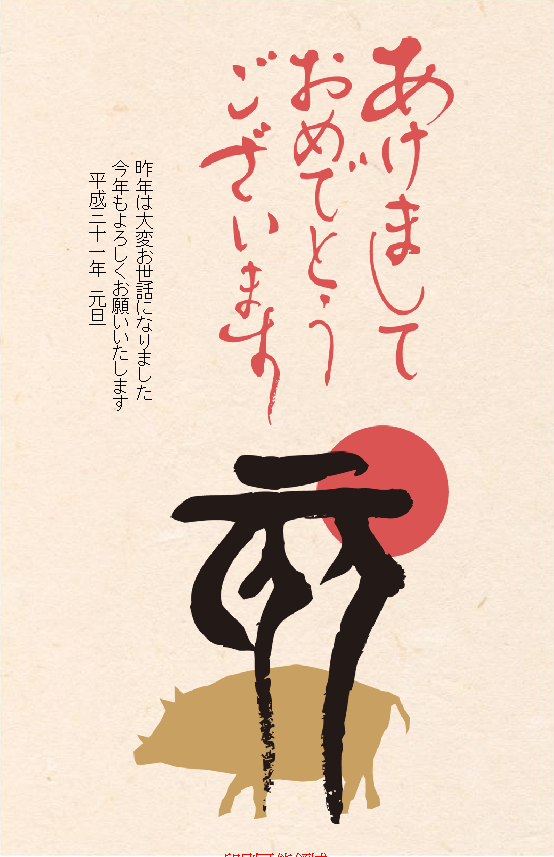 あけまして
おめでとう
ございます
昨年は大変お世話になりました
今年もよろしくお願いいたします
平成三十一年　元旦
亥